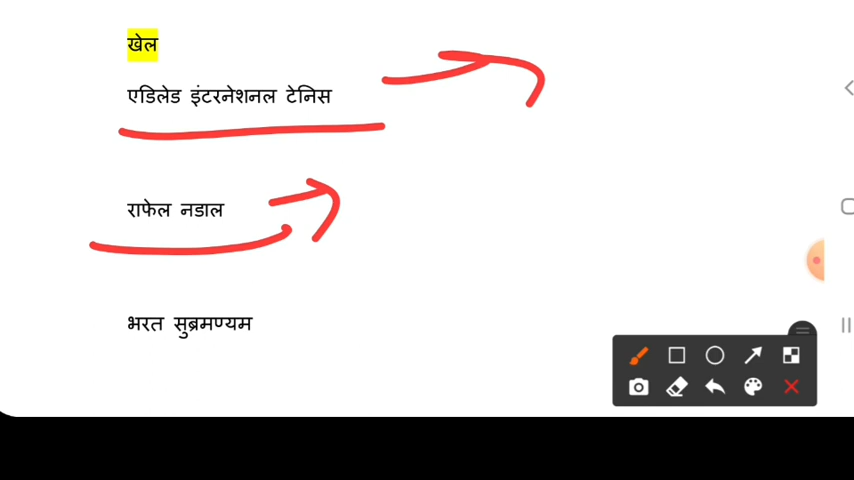 खेल
एडिलेड इंटरनेशनल टेनिस
राफेल नडाल
भरत सुब्रमण्यम